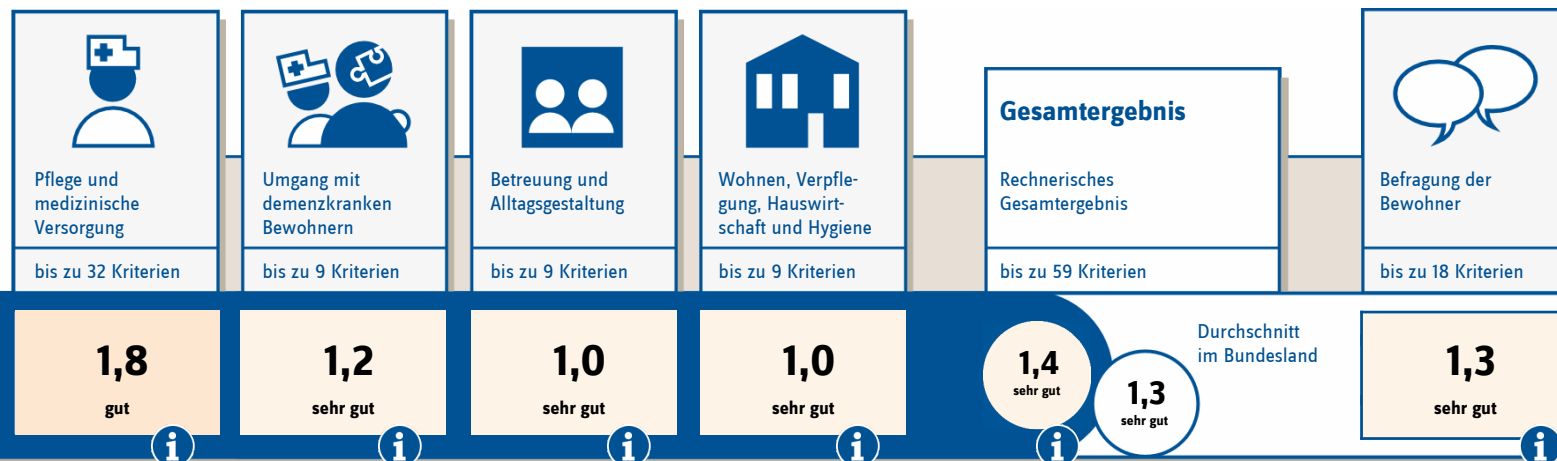 Pflege und
medizinische
Versorgung
bis zu 32 Kriterien
1,8
gut
i
Umgang mit
demenzkranken
Bewohnern
bis zu 9 Kriterien
1,2
sehr gut
i
Betreuung und
Alltagsgestaltung
bis zu 9 Kriterien
1,0
sehr gut
i
Wohnen, Verpfle-
gung, Hauswirt-
schaft und Hygiene
bis zu 9 Kriterien
1,0
sehr gut
i
Gesamtergebnis
Rechnerisches
Gesamtergebnis
bis zu 59 Kriterien
1,4
sehr gut
i
1,3
sehr gut
Durchschnitt
im Bundesland
Befragung der
Bewohner
bis zu 18 Kriterien
1,3
sehr gut
i